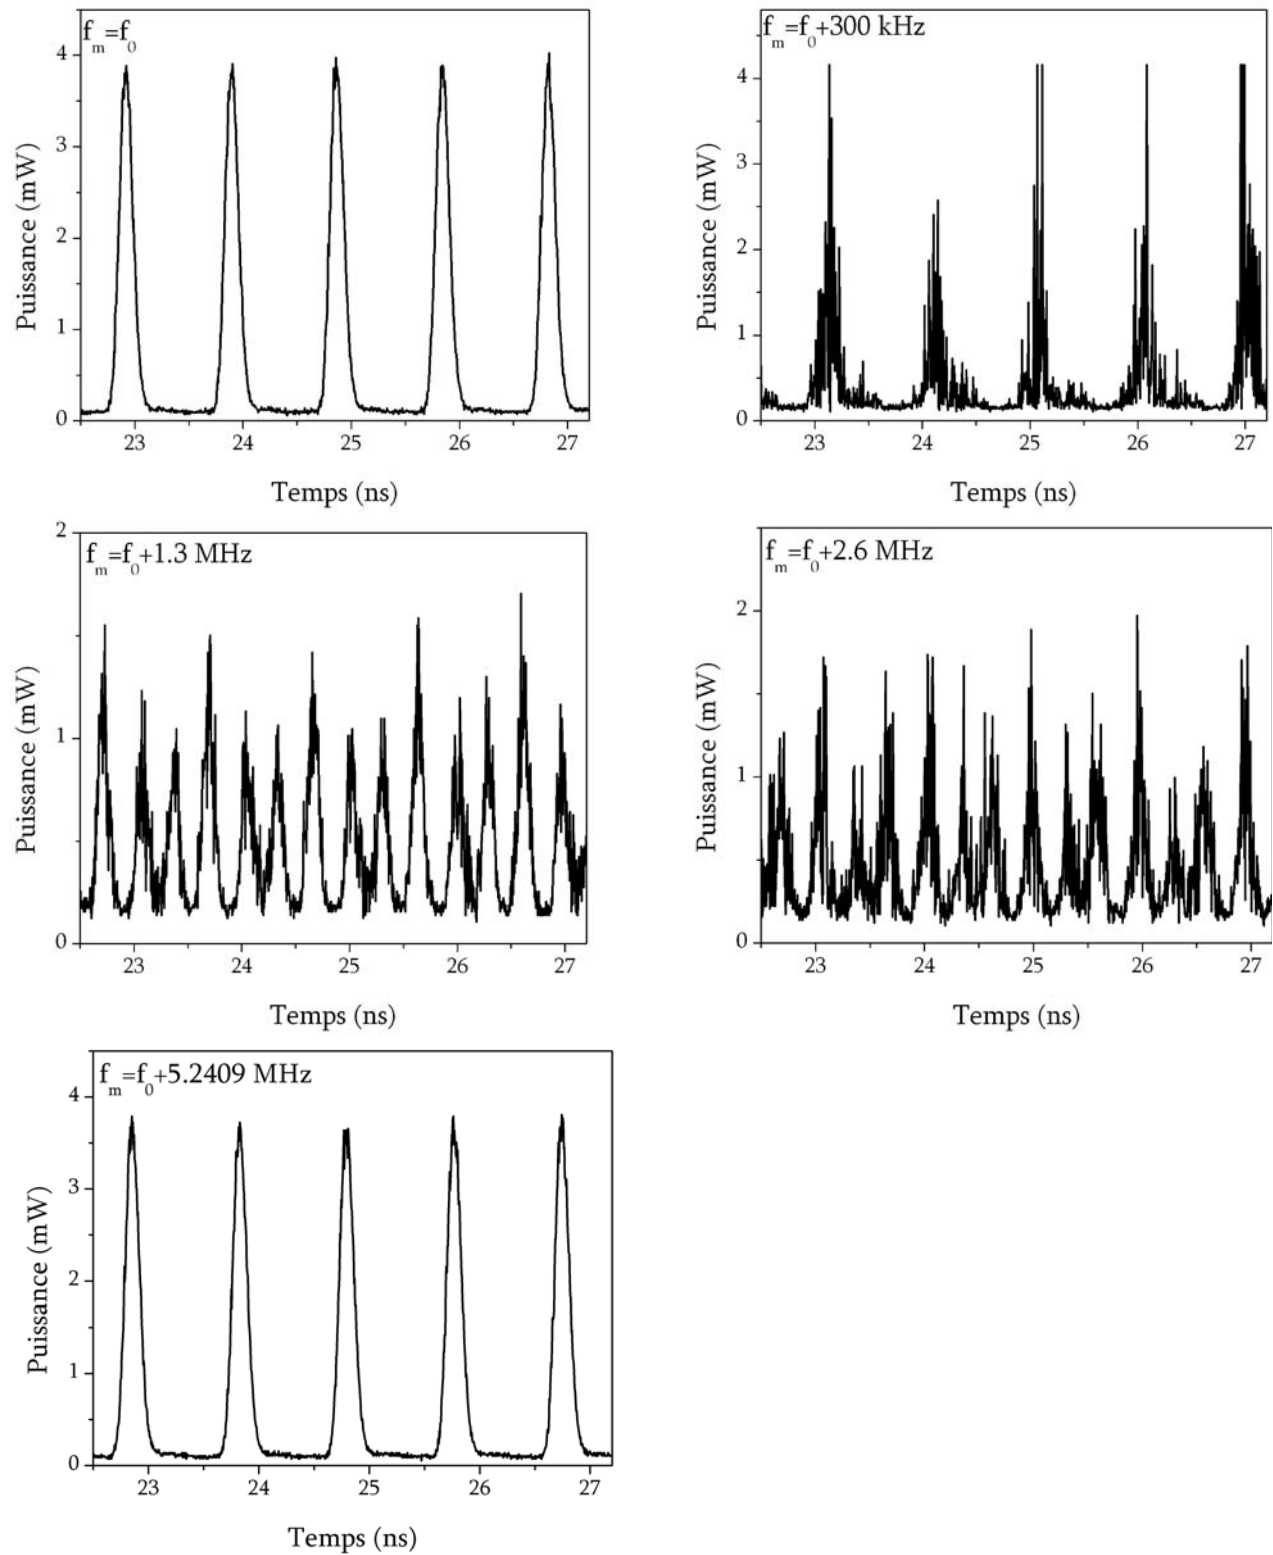 f_m=f_0
4
3
2
1
0
Puissance (mW)
23 24 25 26 27
Temps (ns)
f_m=f_0+300 kHz
4
3
2
1
0
Puissance (mW)
23 24 25 26 27
Temps (ns)
f_m=f_0+1.3 MHz
2
1
0
Puissance (mW)
23 24 25 26 27
Temps (ns)
f_m=f_0+2.6 MHz
2
1
0
Puissance (mW)
23 24 25 26 27
Temps (ns)
f_m=f_0+5.2409 MHz
4
3
2
1
0
Puissance (mW)
23 24 25 26 27
Temps (ns)